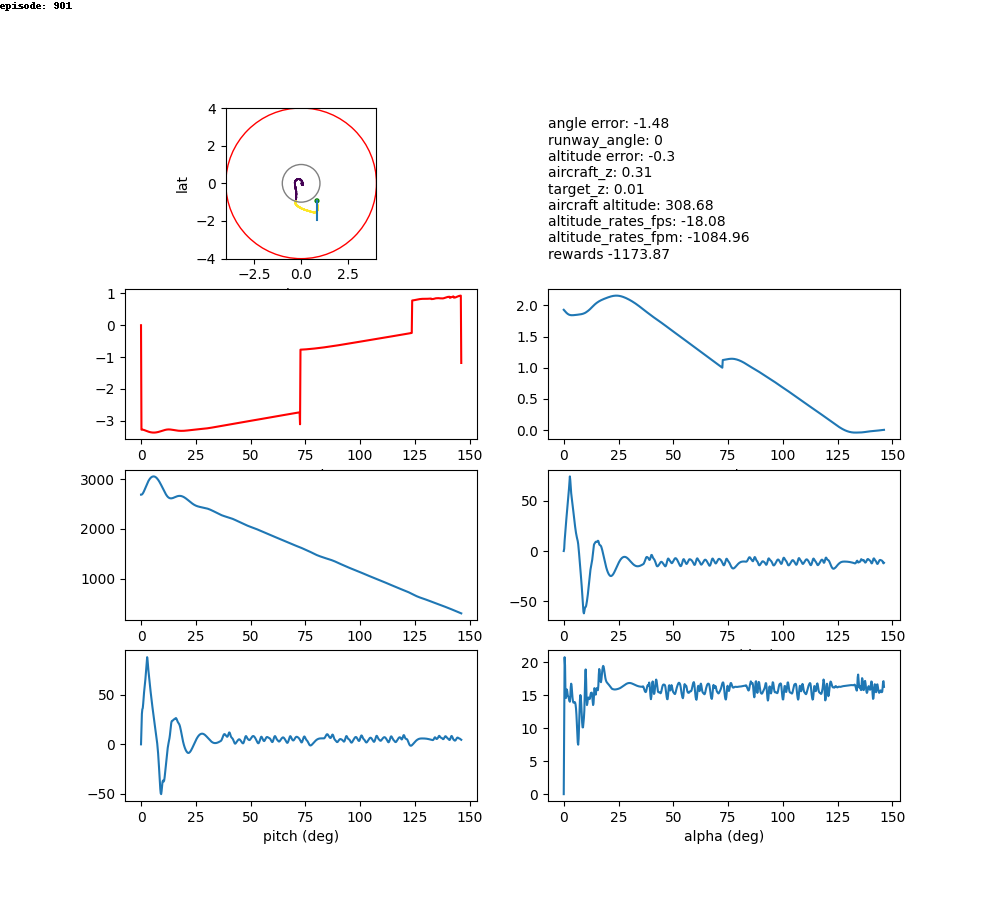 episode: 901
4
2
0
−2
−4
lat
−2.5 0.0 2.5
angle error: -1.48
runway_angle: 0
altitude error: -0.3
aircraft_z: 0.31
target_z: 0.01
aircraft altitude: 308.68
altitude_rates_fps: -18.08
altitude_rates_fpm: -1084.96
rewards -1173.87
1
0
−1
−2
−3
0 25 50 75 100 125 150
2.0
1.5
1.0
0.5
0.0
0 25 50 75 100 125 150
3000
2000
1000
0 25 50 75 100 125 150
50
0
−50
0 25 50 75 100 125 150
50
0
−50
0 25 50 75 100 125 150
pitch (deg)
20
15
10
5
0
0 25 50 75 100 125 150
alpha (deg)